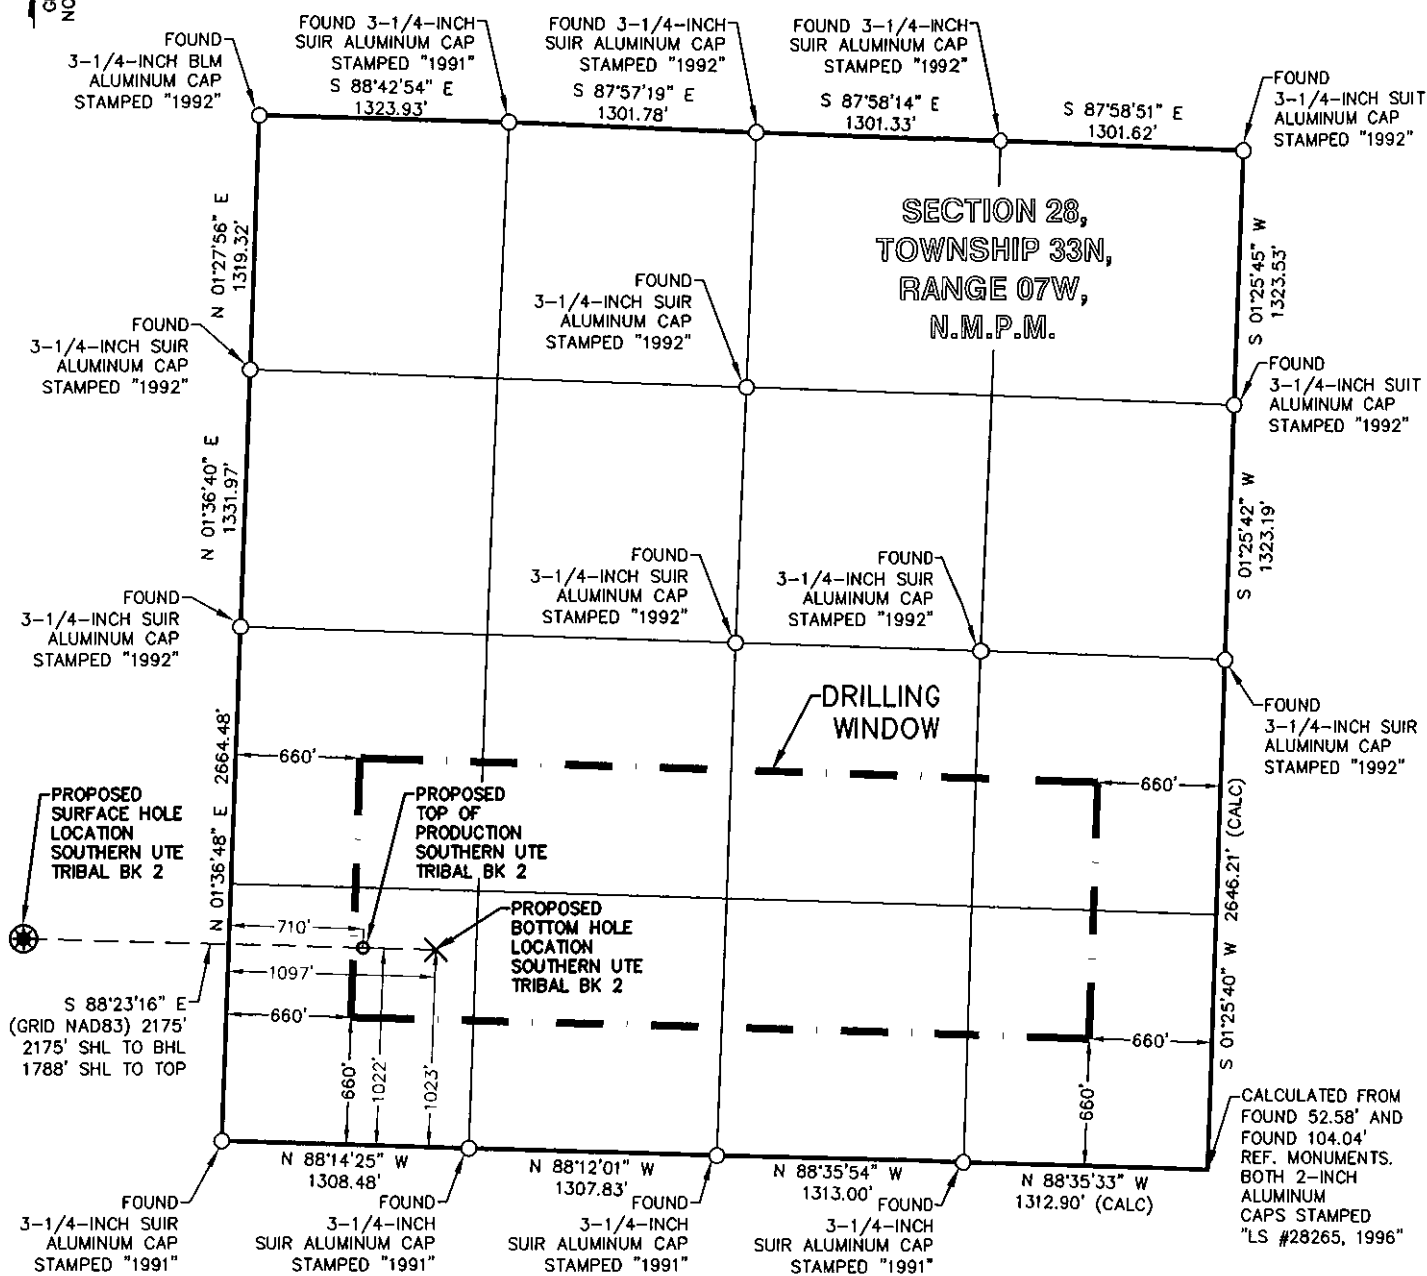 FOUND
3-1/4-INCH BLM
ALUMINUM CAP
STAMPED "1992"
FOUND 3-1/4-INCH
SUIR ALUMINUM CAP
STAMPED "1991"
S 88°42'54" E
1323.93'
FOUND 3-1/4-INCH
SUIR ALUMINUM CAP
STAMPED "1992"
S 87°57'19" E
1301.78'
FOUND 3-1/4-INCH
SUIR ALUMINUM CAP
STAMPED "1992"
S 87°58'14" E
1301.33'
S 87°58'51" E
1301.62'
FOUND
3-1/4-INCH SUIT
ALUMINUM CAP
STAMPED "1992"
N 01°27'56" E
1319.32'
SECTION 28,
TOWNSHIP 33N,
RANGE 07W,
N.M.P.M.
S 01°25'45" W
1323.53'
FOUND
3-1/4-INCH SUIR
ALUMINUM CAP
STAMPED "1992"
FOUND
3-1/4-INCH SUIR
ALUMINUM CAP
STAMPED "1992"
FOUND
3-1/4-INCH SUIT
ALUMINUM CAP
STAMPED "1992"
N 01°36'40" E
1331.97'
S 01°25'42" W
1323.19'
FOUND
3-1/4-INCH SUIR
ALUMINUM CAP
STAMPED "1992"
FOUND
3-1/4-INCH SUIR
ALUMINUM CAP
STAMPED "1992"
FOUND
3-1/4-INCH SUIR
ALUMINUM CAP
STAMPED "1992"
FOUND
3-1/4-INCH SUIR
ALUMINUM CAP
STAMPED "1992"
DRILLING
WINDOW
N 01°36'48" E 2664.48'
660'
660'
S 01°25'40" W 2646.21' (CALC)
PROPOSED
SURFACE HOLE
LOCATION
SOUTHERN UTE
TRIBAL BK 2
PROPOSED
TOP OF
PRODUCTION
SOUTHERN UTE
TRIBAL BK 2
PROPOSED
BOTTOM HOLE
LOCATION
SOUTHERN UTE
TRIBAL BK 2
710'
1097'
S 88°23'16" E
(GRID NAD83) 2175'
2175' SHL TO BHL
1788' SHL TO TOP
660'
660'
660'
1022'
1023'
660'
N 88°14'25" W
1308.48'
N 88°12'01" W
1307.83'
N 88°35'54" W
1313.00'
N 88°35'33" W
1312.90' (CALC)
CALCULATED FROM
FOUND 52.58' AND
FOUND 104.04'
REF. MONUMENTS.
BOTH 2-INCH
ALUMINUM
CAPS STAMPED
"LS #28265, 1996"
FOUND
3-1/4-INCH SUIR
ALUMINUM CAP
STAMPED "1991"
FOUND
3-1/4-INCH
SUIR ALUMINUM CAP
STAMPED "1991"
FOUND
3-1/4-INCH
SUIR ALUMINUM CAP
STAMPED "1991"
FOUND
3-1/4-INCH
SUIR ALUMINUM CAP
STAMPED "1991"